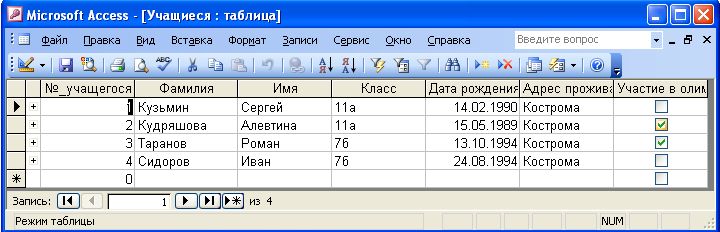 Microsoft Access - [Учащиеся : таблица]
Файл Правка Вид Вставка Формат Записи Сервис Окно Справка Введите вопрос
№_учащегося Фамилия Имя Класс Дата рождения Адрес прожива Участие в олим
1 Кузьмин Сергей 11а 14.02.1990 Кострома
2 Кудряшова Алевтина 11а 15.05.1989 Кострома
3 Таранов Роман 7б 13.10.1994 Кострома
4 Сидоров Иван 7б 24.08.1994 Кострома
0
Запись: 1 из 4
Режим таблицы NUM